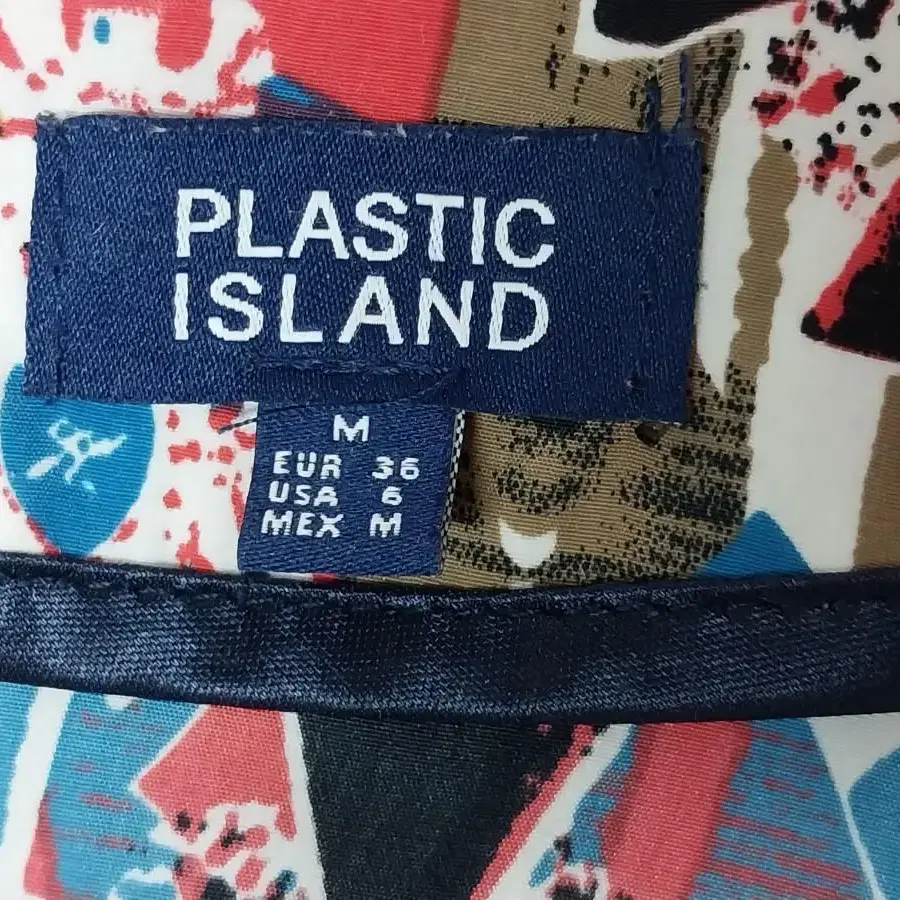 PLASTIC
ISLAND
M
EUR 36
USA 6
MEX M